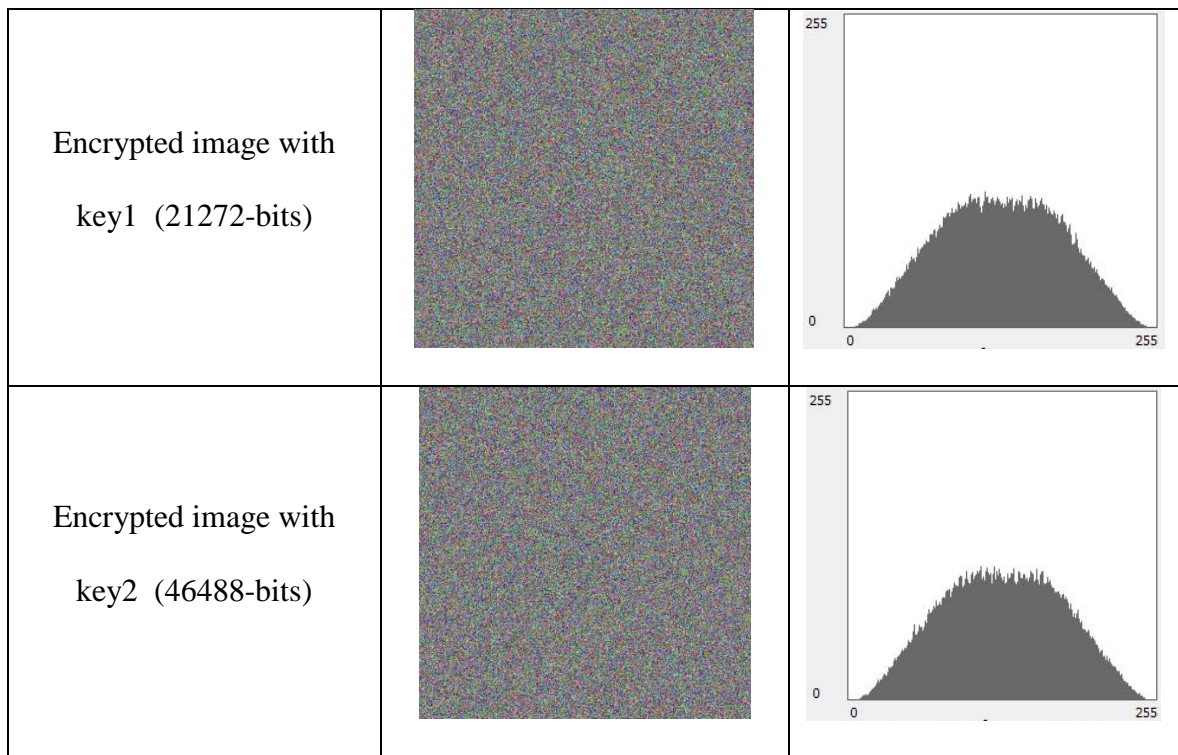 Encrypted image with
key1 (21272-bits)
255
0
0 255
Encrypted image with
key2 (46488-bits)
255
0
0 255